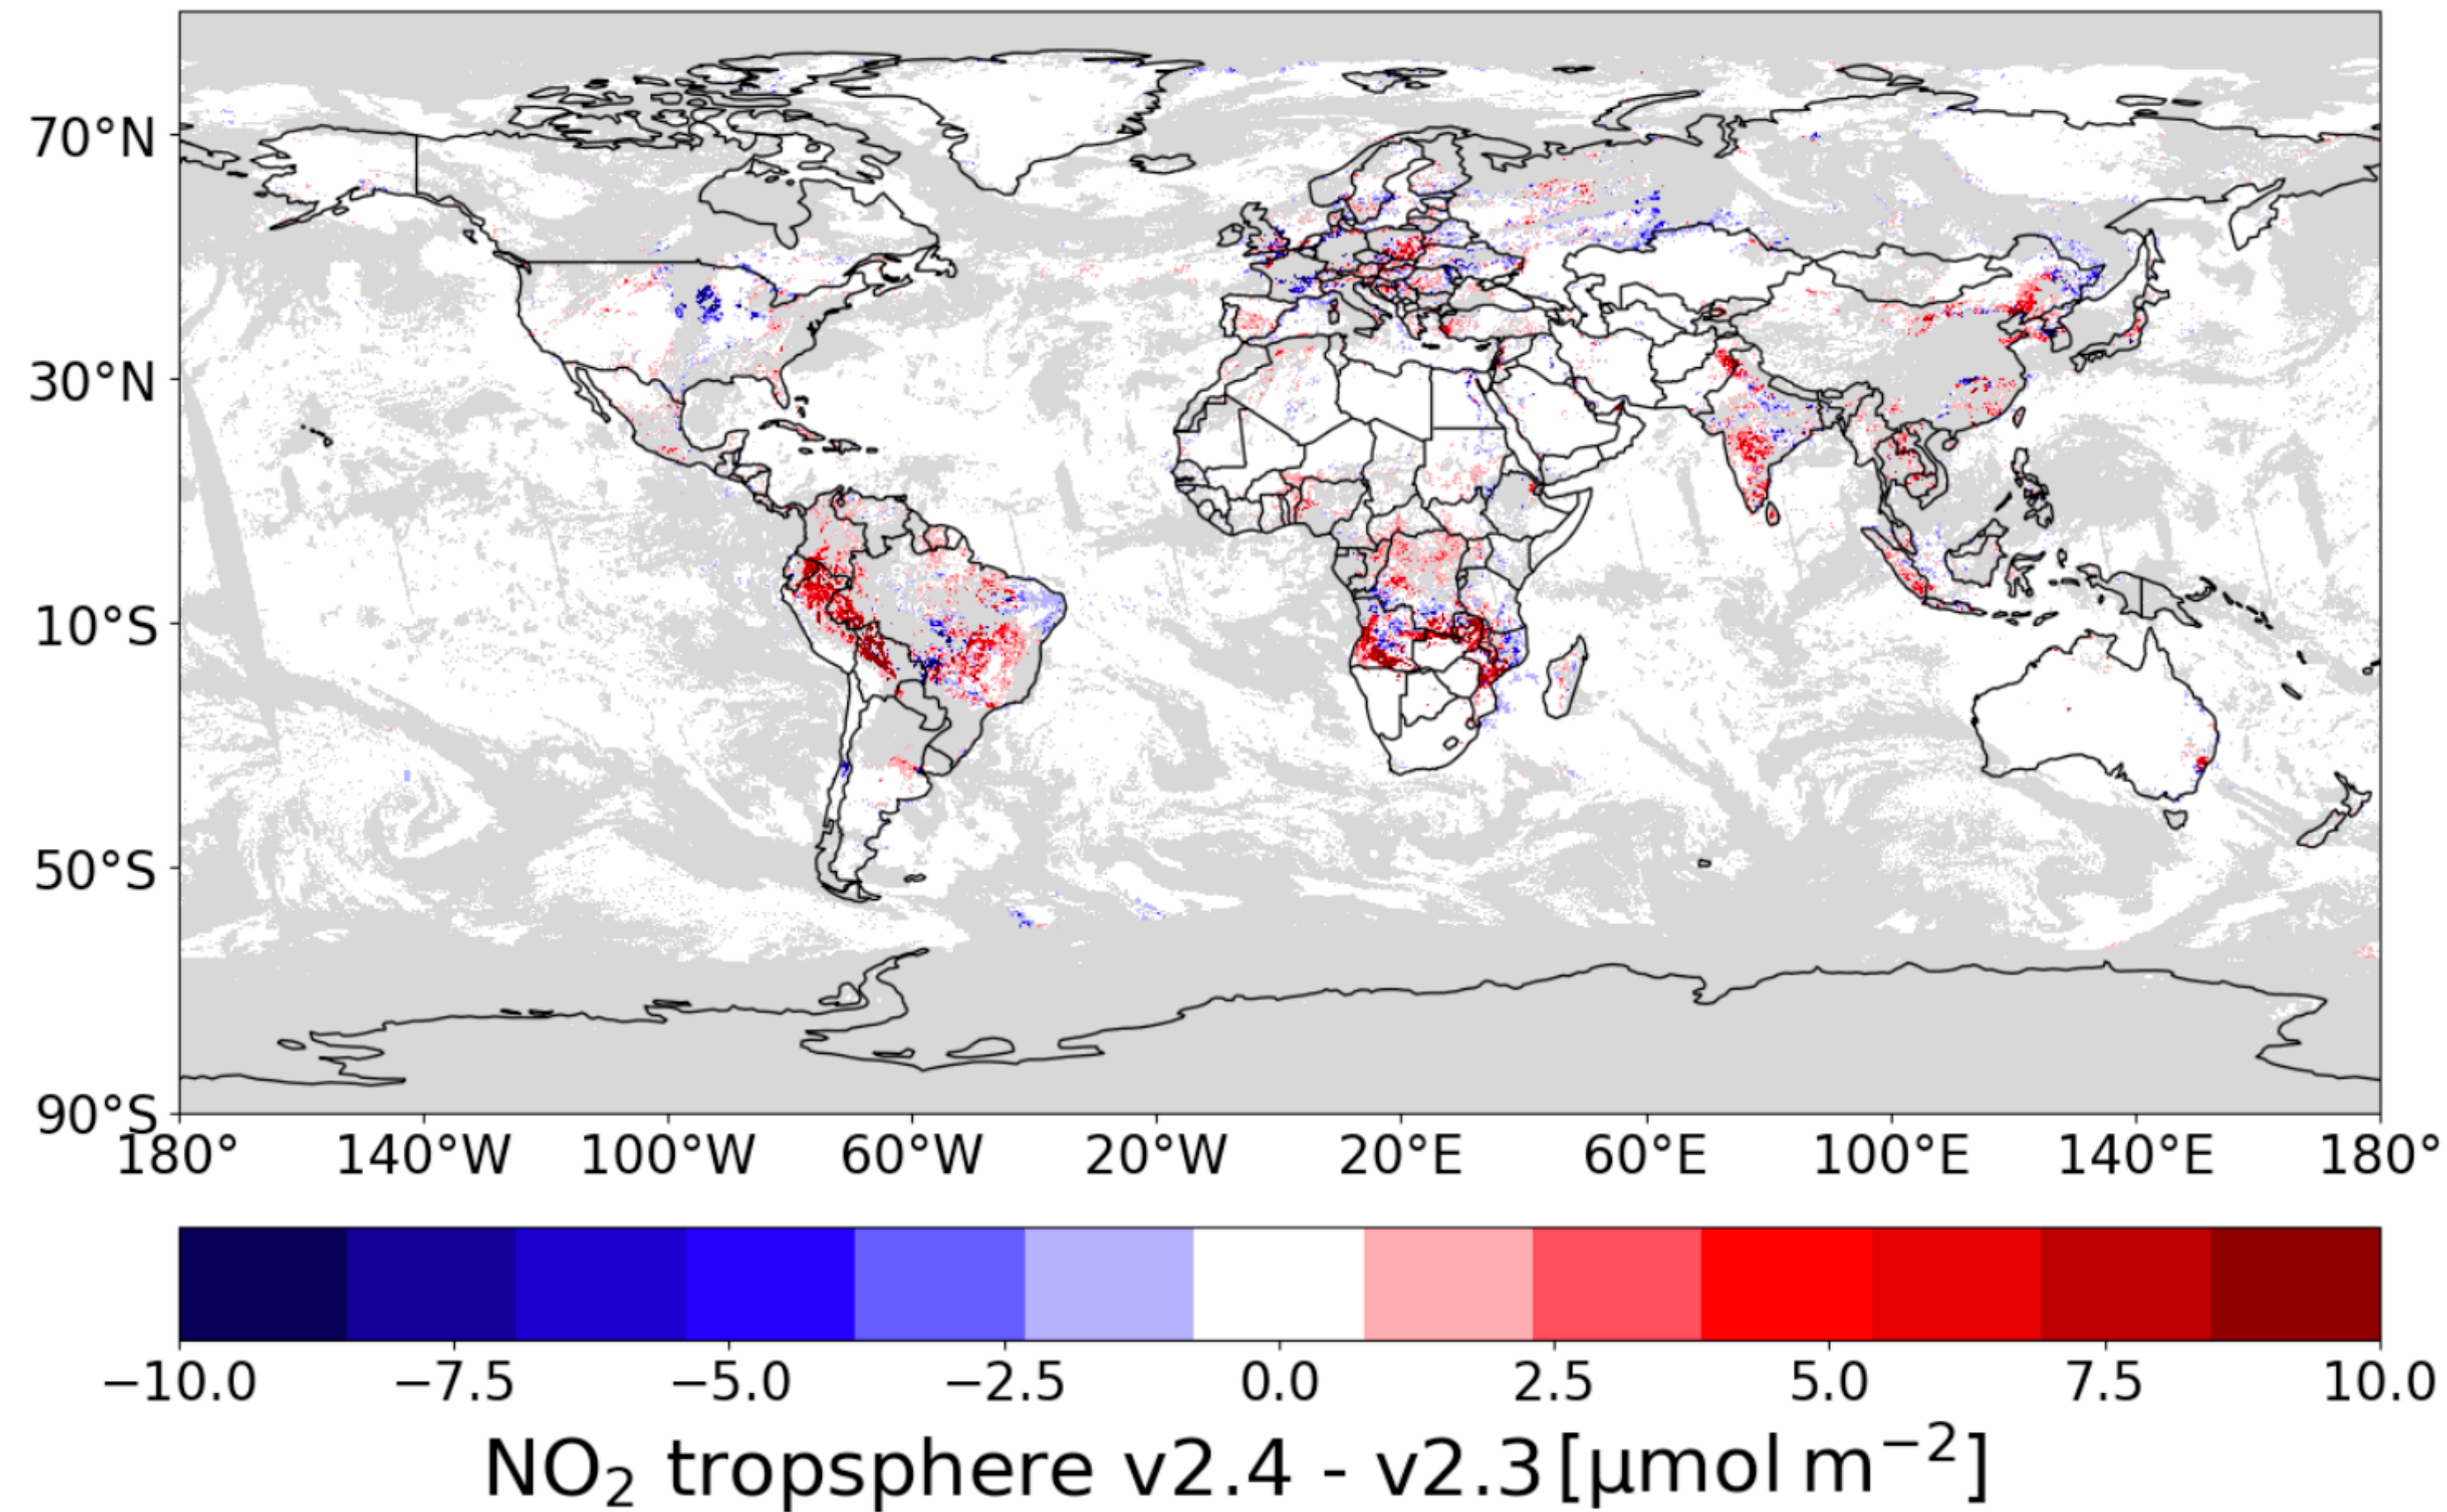 70°N
30°N
10°S
50°S
90°S
180° 140°W 100°W 60°W 20°W 20°E 60°E 100°E 140°E 180°
−10.0 −7.5 −5.0 −2.5 0.0 2.5 5.0 7.5 10.0
NO₂ tropsphere v2.4 - v2.3 [µmol m⁻²]